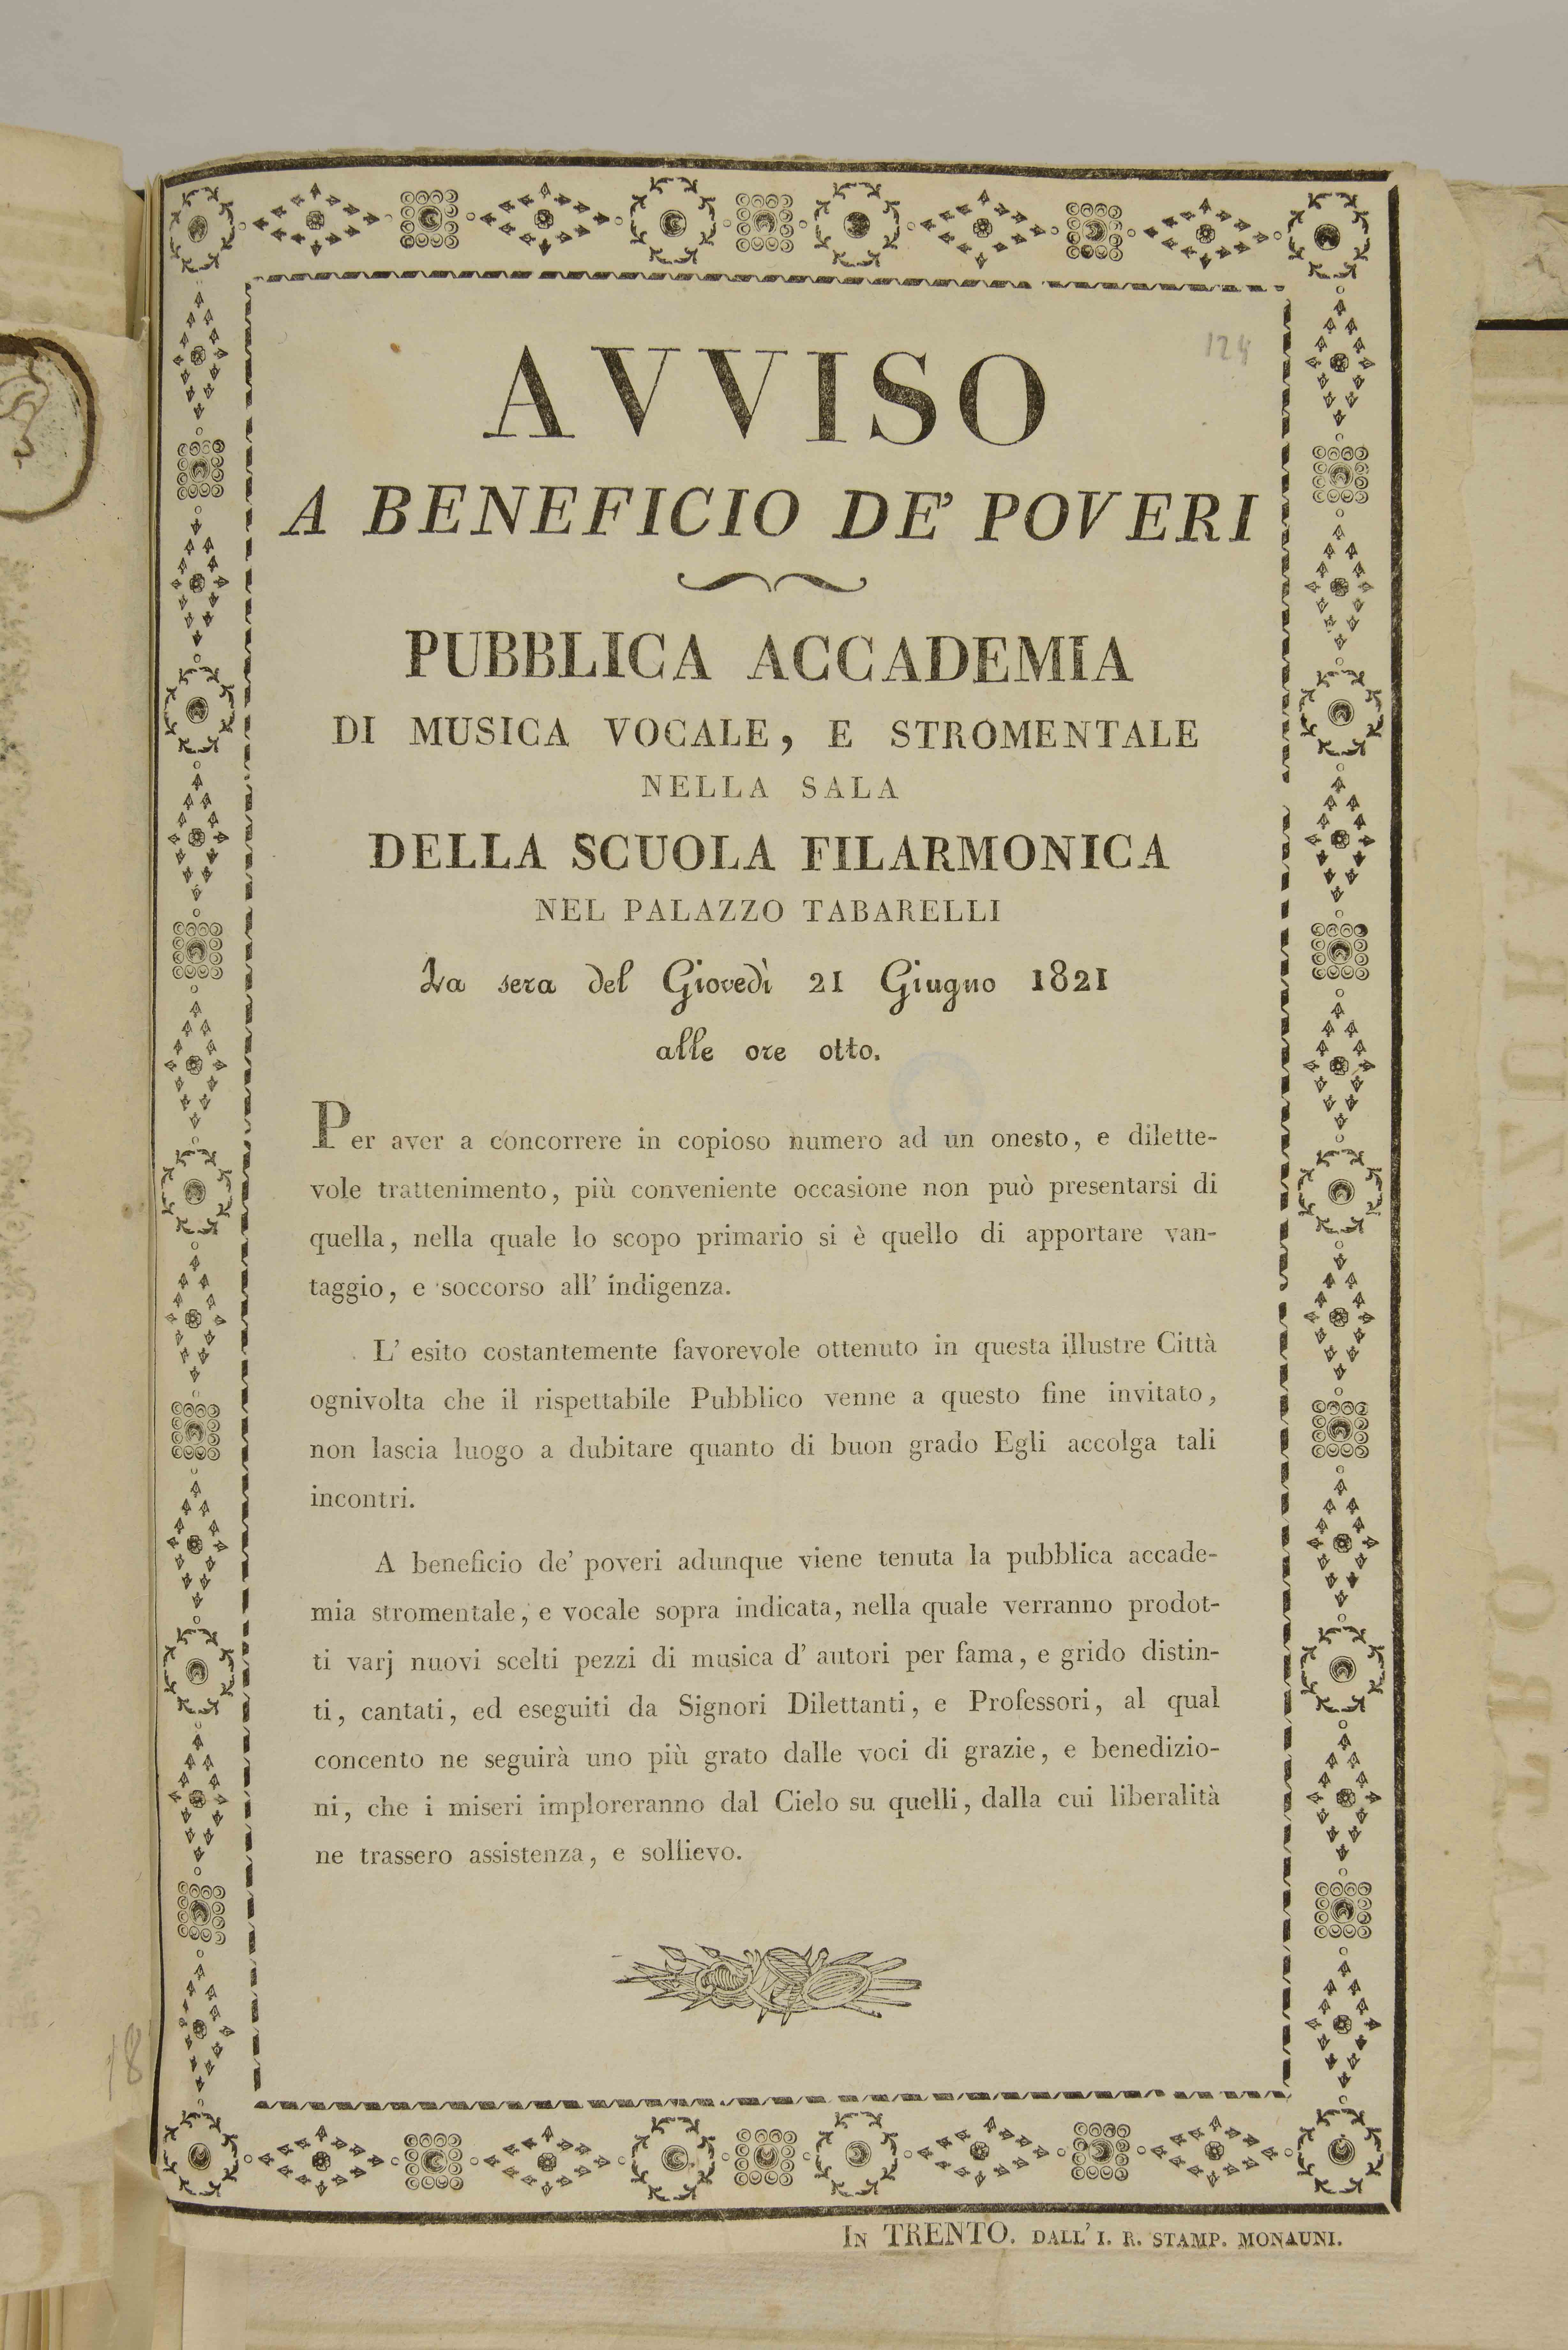 124
AVVISO
A BENEFICIO DE' POVERI
PUBBLICA ACCADEMIA
DI MUSICA VOCALE, E STROMENTALE
NELLA SALA
DELLA SCUOLA FILARMONICA
NEL PALAZZO TABARELLI
La sera del Giovedì 21 Giugno 1821
alle ore otto.
Per aver a concorrere in copioso numero ad un onesto, e dilette-
vole trattenimento, più conveniente occasione non può presentarsi di
quella, nella quale lo scopo primario si è quello di apportare van-
taggio, e soccorso all' indigenza.
L' esito costantemente favorevole ottenuto in questa illustre Città
ognivolta che il rispettabile Pubblico venne a questo fine invitato,
non lascia luogo a dubitare quanto di buon grado Egli accolga tali
incontri.
A beneficio de' poveri adunque viene tenuta la pubblica accade-
mia stromentale, e vocale sopra indicata, nella quale verranno prodot-
ti varj nuovi scelti pezzi di musica d' autori per fama, e grido distin-
ti, cantati, ed eseguiti da Signori Dilettanti, e Professori, al qual
concento ne seguirà uno più grato dalle voci di grazie, e benedizio-
ni, che i miseri imploreranno dal Cielo su quelli, dalla cui liberalità
ne trassero assistenza, e sollievo.
18
IN TRENTO. DALL' I. R. STAMP. MONAUNI.